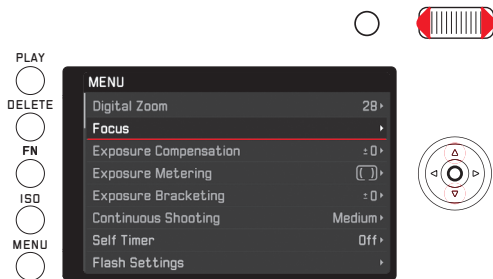 PLAY
DELETE
FN
ISO
MENU
MENU
Digital Zoom 28
Focus
Exposure Compensation ±0
Exposure Metering
Exposure Bracketing ±0
Continuous Shooting Medium
Self Timer Off
Flash Settings